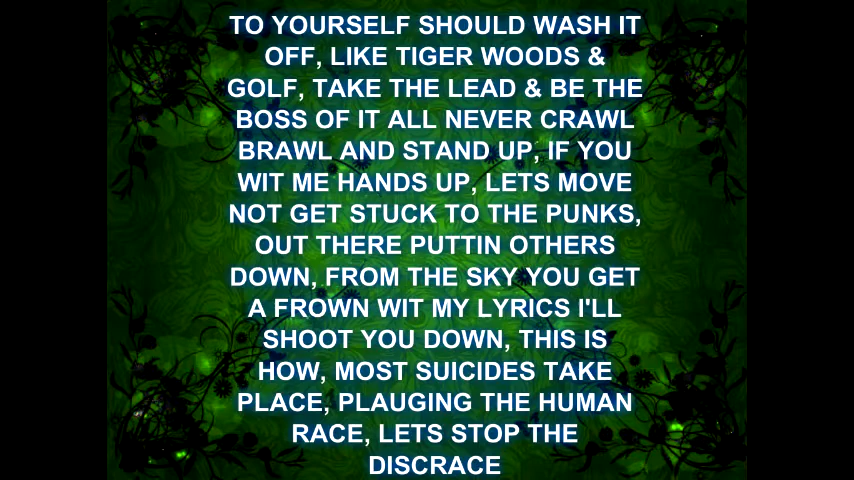 TO YOURSELF SHOULD WASH IT
OFF, LIKE TIGER WOODS &
GOLF, TAKE THE LEAD & BE THE
BOSS OF IT ALL NEVER CRAWL
BRAWL AND STAND UP, IF YOU
WIT ME HANDS UP, LETS MOVE
NOT GET STUCK TO THE PUNKS,
OUT THERE PUTTIN OTHERS
DOWN, FROM THE SKY YOU GET
A FROWN WIT MY LYRICS I'LL
SHOOT YOU DOWN, THIS IS
HOW, MOST SUICIDES TAKE
PLACE, PLAUGING THE HUMAN
RACE, LETS STOP THE
DISCRACE